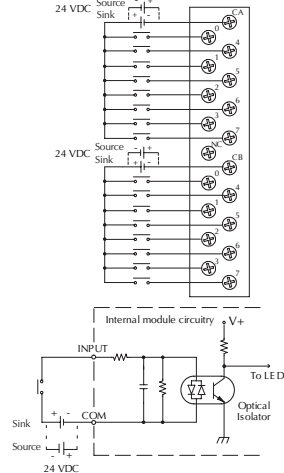 Source - +
24 VDC
Sink + -
CA
0
4
1
5
2
6
3
7
NC
Source - +
24 VDC
Sink + -
CB
0
4
1
5
2
6
3
7
Internal module circuitry
V+
INPUT
To LED
Optical
Isolator
COM
Sink + -
Source - +
24 VDC